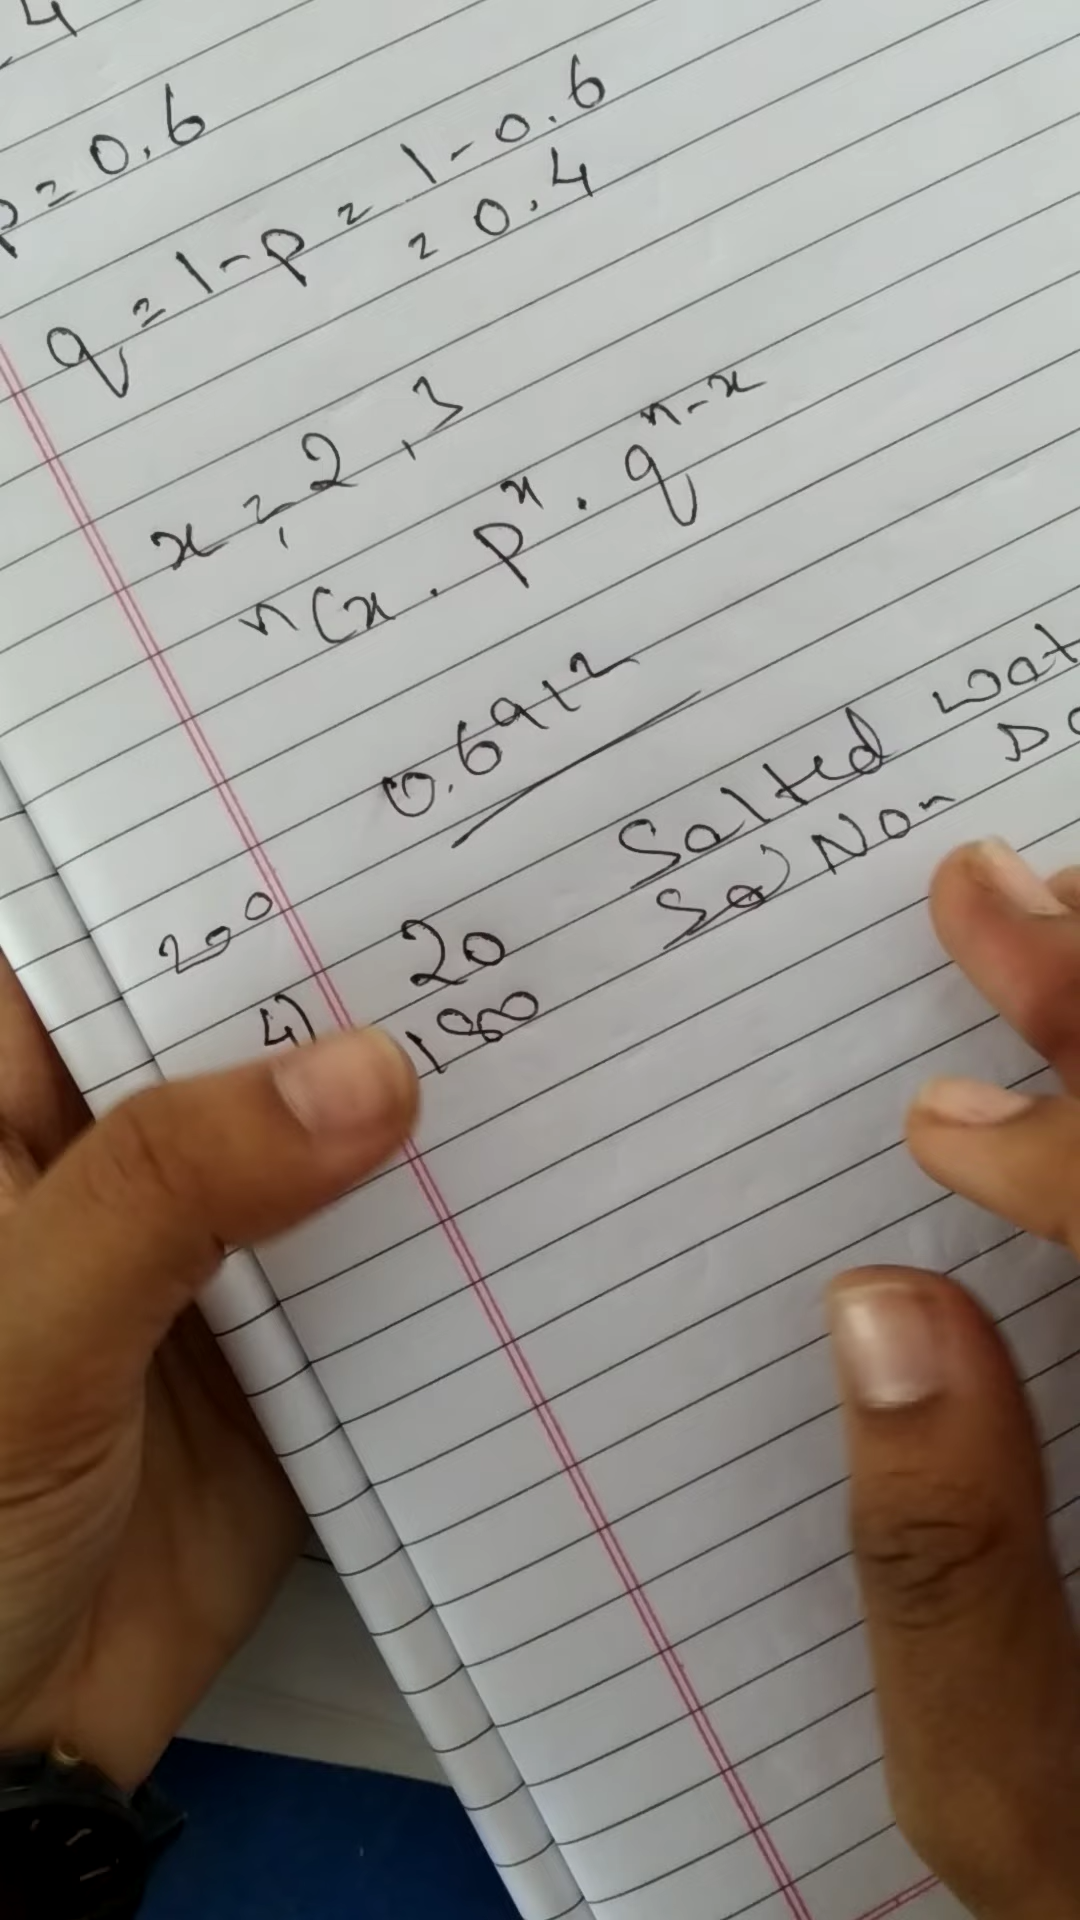 4
p = 0.6
q = 1-p = 1-0.6
= 0.4
x = 2, 3
nCx . p^x . q^n-x
0.6912
200
4) 20 Salted wat
180 Non